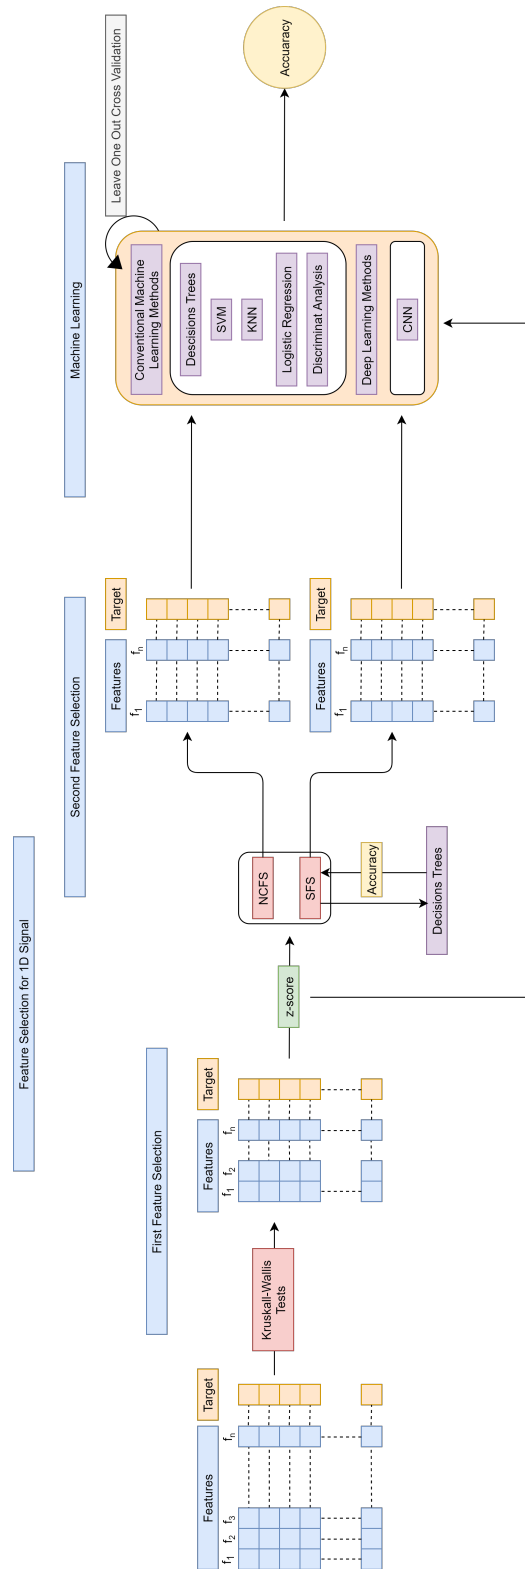 Feature Selection for 1D Signal
First Feature Selection
Second Feature Selection
Machine Learning
Features
Target
f1
f2
f3
fn
Kruskall-Wallis
Tests
Features
Target
f1
f2
fn
z-score
NCFS
SFS
Accuracy
Decisions Trees
Features
Target
f1
fn
Features
Target
f1
fn
Leave One Out Cross Validation
Conventional Machine
Learning Methods
Descisions Trees
SVM
KNN
Logistic Regression
Discriminat Analysis
Deep Learning Methods
CNN
Accuaracy